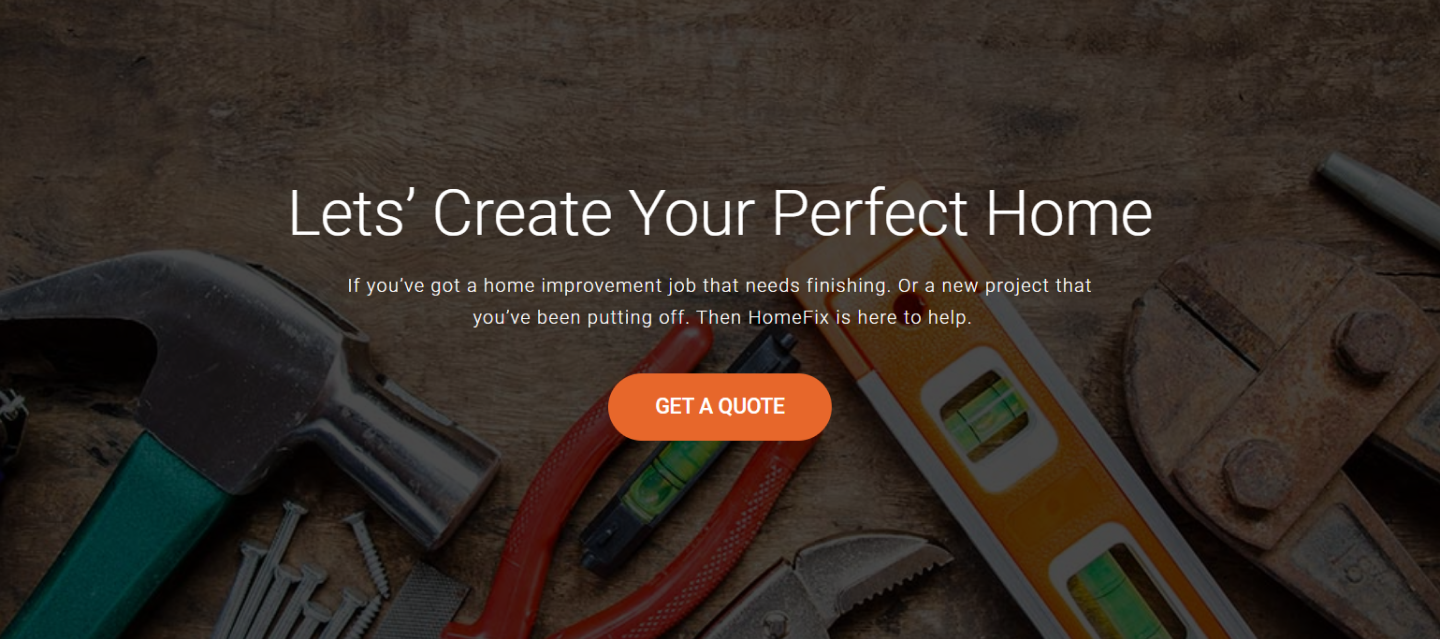 Lets’ Create Your Perfect Home
If you’ve got a home improvement job that needs finishing. Or a new project that
you’ve been putting off. Then HomeFix is here to help.
GET A QUOTE